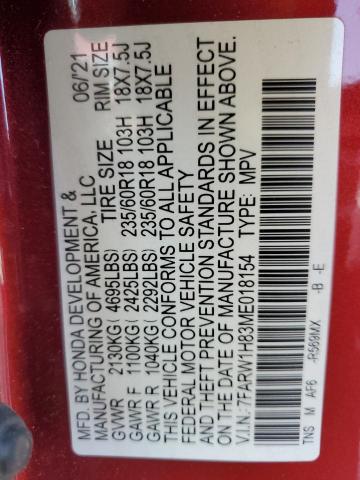 MFD. BY HONDA DEVELOPMENT & 06/'21
MANUFACTURING OF AMERICA, LLC
TIRE SIZE RIM SIZE
GVWR 2130KG( 4695LBS)
GAWR F 1100KG( 2425LBS) 235/60R18 103H 18X7.5J
GAWR R 1040KG( 2292LBS) 235/60R18 103H 18X7.5J
THIS VEHICLE CONFORMS TO ALL APPLICABLE
FEDERAL MOTOR VEHICLE SAFETY
AND THEFT PREVENTION STANDARDS IN EFFECT
ON THE DATE OF MANUFACTURE SHOWN ABOVE.
V.I.N.:7FARW1H83ME018154 TYPE: MPV
TNS M AF6 -R569MX -B -E